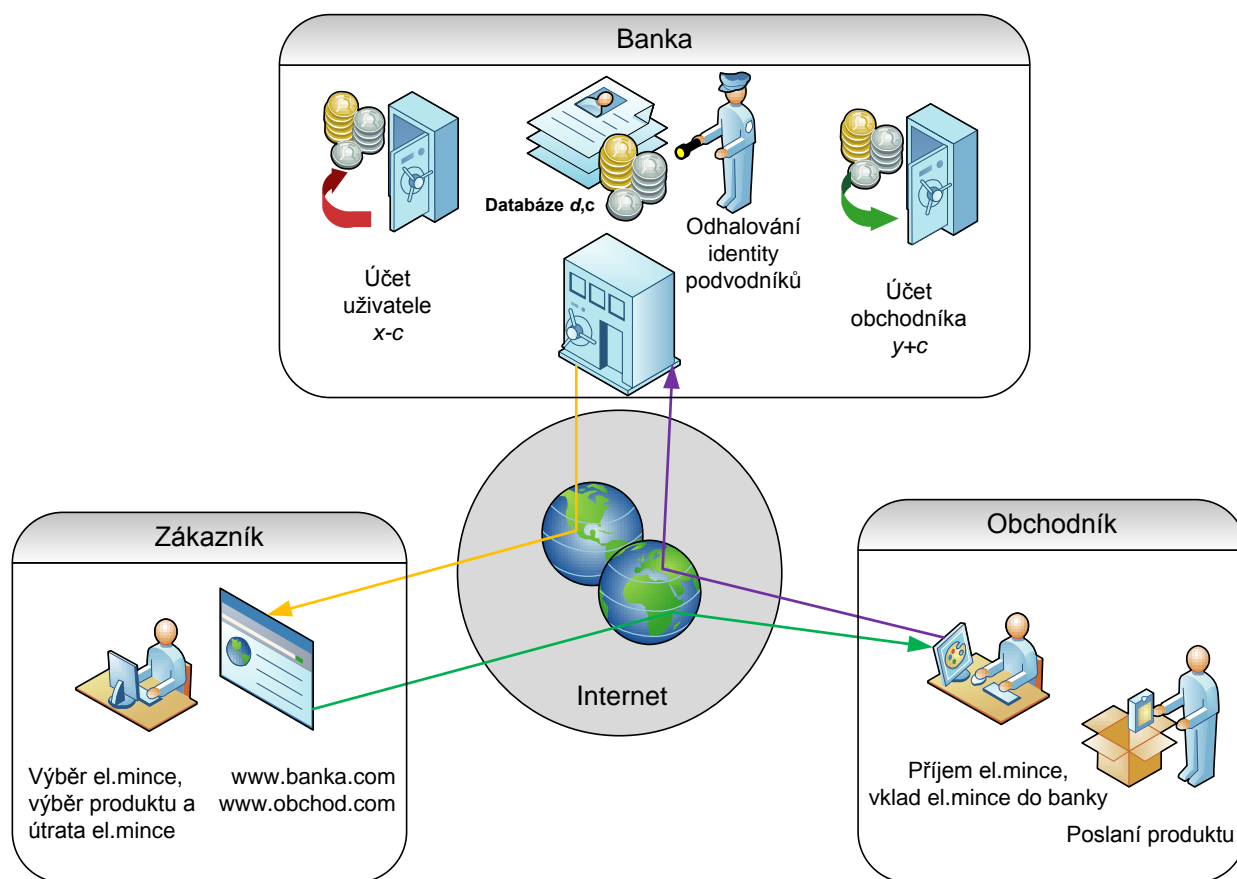 Banka
Databáze d,c
Odhalování
identity
podvodníků
Účet
uživatele
x-c
Účet
obchodníka
y+c
Zákazník
Výběr el.mince,
výběr produktu a
útrata el.mince
www.banka.com
www.obchod.com
Internet
Obchodník
Příjem el.mince,
vklad el.mince do banky
Poslaní produktu